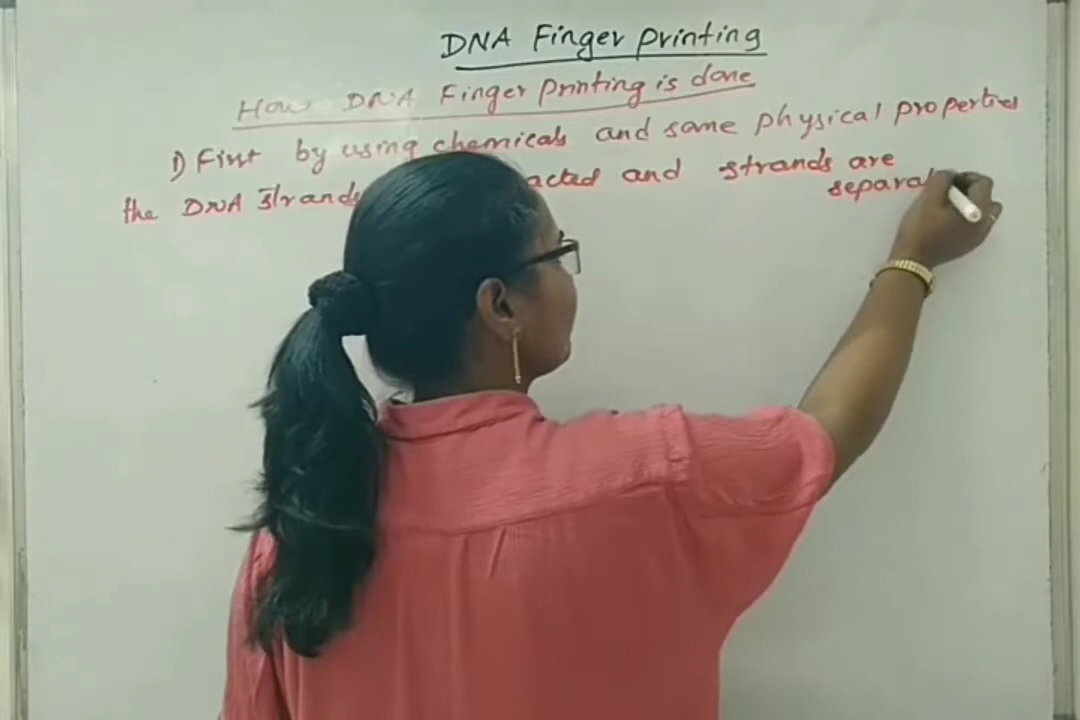 DNA Finger printing
How DNA Finger printing is done
1) First by using chemicals and some physical properties
the DNA strands acted and strands are
separat